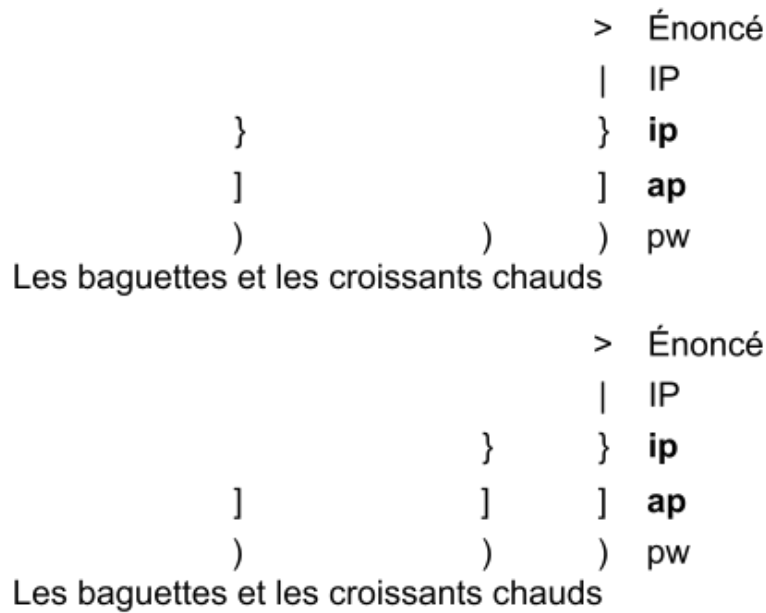 > Énoncé
| IP
} } ip
] ] ap
) ) ) pw
Les baguettes et les croissants chauds
> Énoncé
| IP
} } ip
] ] ] ap
) ) ) pw
Les baguettes et les croissants chauds